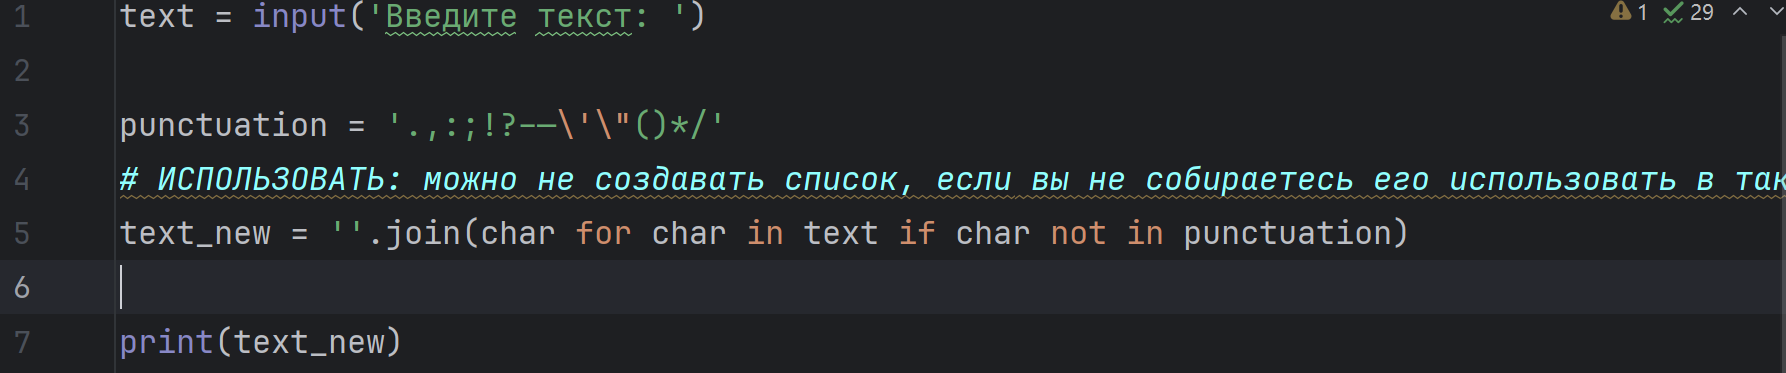 1 text = input('Введите текст: ')
2
3 punctuation = '.,:;!?-—\'\"()*/'
4 # ИСПОЛЬЗОВАТЬ: можно не создавать список, если вы не собираетесь его использовать в
5 text_new = ''.join(char for char in text if char not in punctuation)
6
7 print(text_new)
1 29